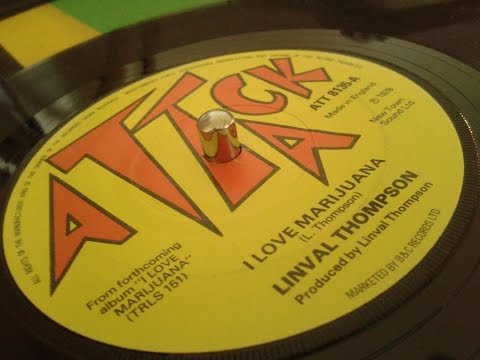 ATTACK
ATT 8135-A
Made in England
℗ 1978
New Town
Sound Ltd
From forthcoming
album "I LOVE
MARIJUANA"
(TRLS 151)
I LOVE MARIJUANA
(L. Thompson)
LINVAL THOMPSON
Produced by Linval Thompson
MARKETED BY B&C RECORDS LTD